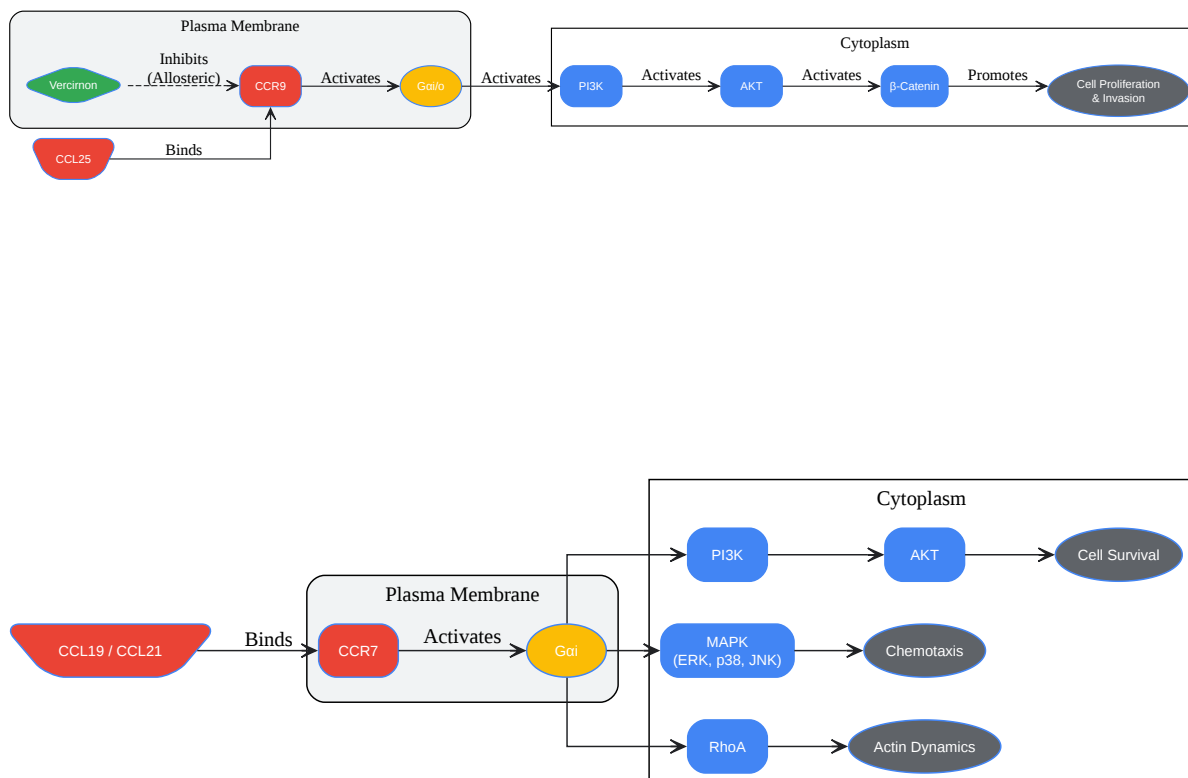 Plasma Membrane
Cytoplasm
Inhibits
(Allosteric)
Vercirnon
CCR9
Activates
Gαi/o
Activates
PI3K
Activates
AKT
Activates
β-Catenin
Promotes
Cell Proliferation
& Invasion
CCL25
Binds
Cytoplasm
PI3K
AKT
Cell Survival
Plasma Membrane
CCL19 / CCL21
Binds
CCR7
Activates
Gαi
MAPK
(ERK, p38, JNK)
Chemotaxis
RhoA
Actin Dynamics